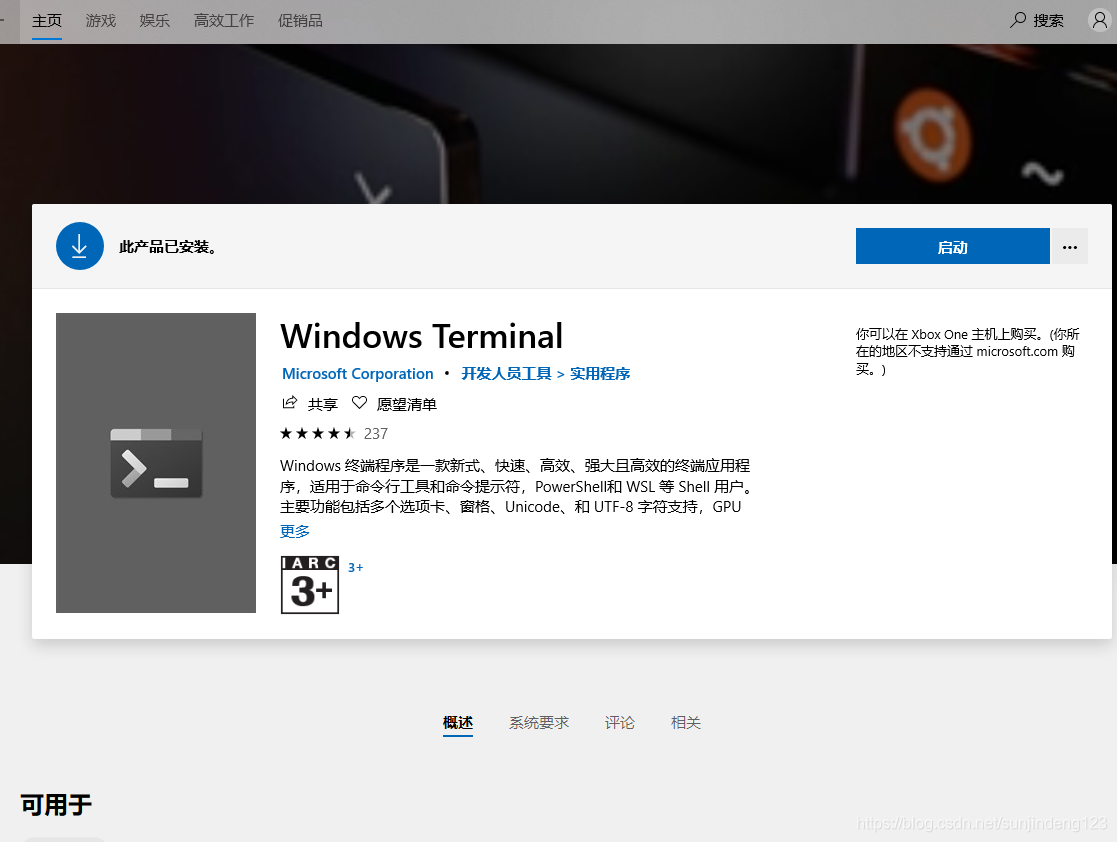 主页 游戏 娱乐 高效工作 促销品 搜索
此产品已安装。
启动
Windows Terminal
Microsoft Corporation • 开发人员工具 > 实用程序
共享 愿望清单
237
Windows 终端程序是一款新式、快速、高效、强大且高效的终端应用程
序，适用于命令行工具和命令提示符，PowerShell和 WSL 等 Shell 用户。
主要功能包括多个选项卡、窗格、Unicode、和 UTF-8 字符支持，GPU
更多
IARC
3+
3+
你可以在 Xbox One 主机上购买。(你所
在的地区不支持通过 microsoft.com 购
买。)
概述 系统要求 评论 相关
可用于
https://blog.csdn.net/sunjindeng123